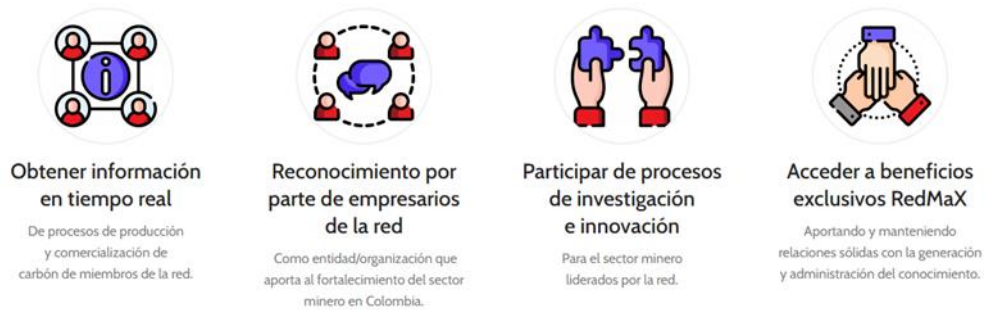 Obtener información
en tiempo real
De procesos de producción
y comercialización de
carbón de miembros de la red.
Reconocimiento por
parte de empresarios
de la red
Como entidad/organización que
aporta al fortalecimiento del sector
minero en Colombia.
Participar de procesos
de investigación
e innovación
Para el sector minero
liderados por la red.
Acceder a beneficios
exclusivos RedMaX
Aportando y manteniendo
relaciones sólidas con la generación
y administración del conocimiento.